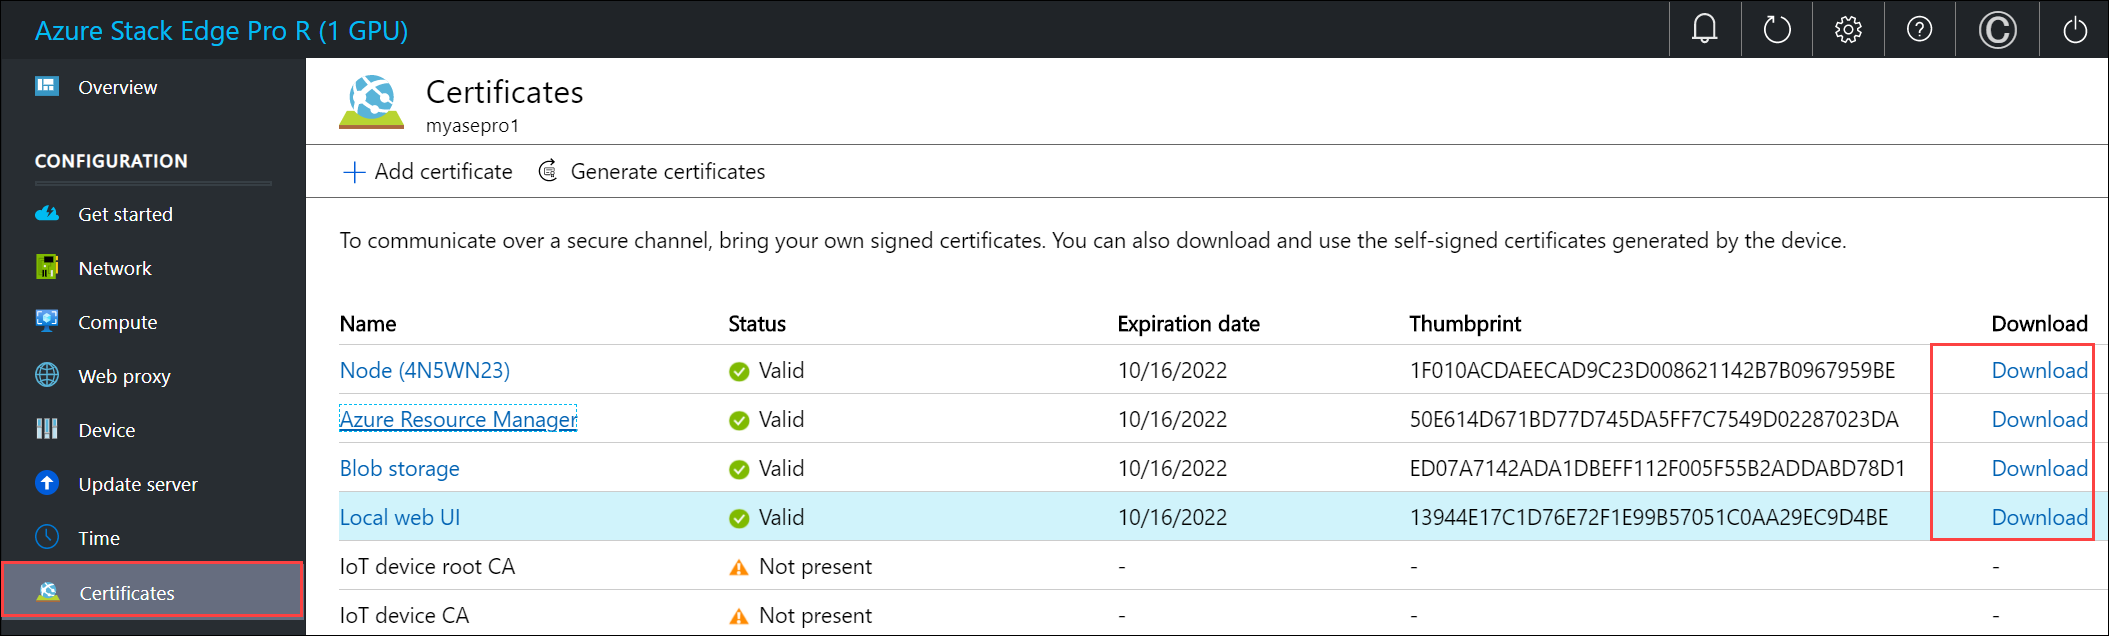 Azure Stack Edge Pro R (1 GPU)
Overview
CONFIGURATION
Get started
Network
Compute
Web proxy
Device
Update server
Time
Certificates
Certificates
myasepro1
Add certificate Generate certificates
To communicate over a secure channel, bring your own signed certificates. You can also download and use the self-signed certificates generated by the device.
Name Status Expiration date Thumbprint Download
Node (4N5WN23) Valid 10/16/2022 1F010ACDAEECAD9C23D008621142B7B0967959BE Download
Azure Resource Manager Valid 10/16/2022 50E614D671BD77D745DA5FF7C7549D02287023DA Download
Blob storage Valid 10/16/2022 ED07A7142ADA1DBEFF112F005F55B2ADDABD78D1 Download
Local web UI Valid 10/16/2022 13944E17C1D76E72F1E99B57051C0AA29EC9D4BE Download
IoT device root CA Not present - - -
IoT device CA Not present - - -